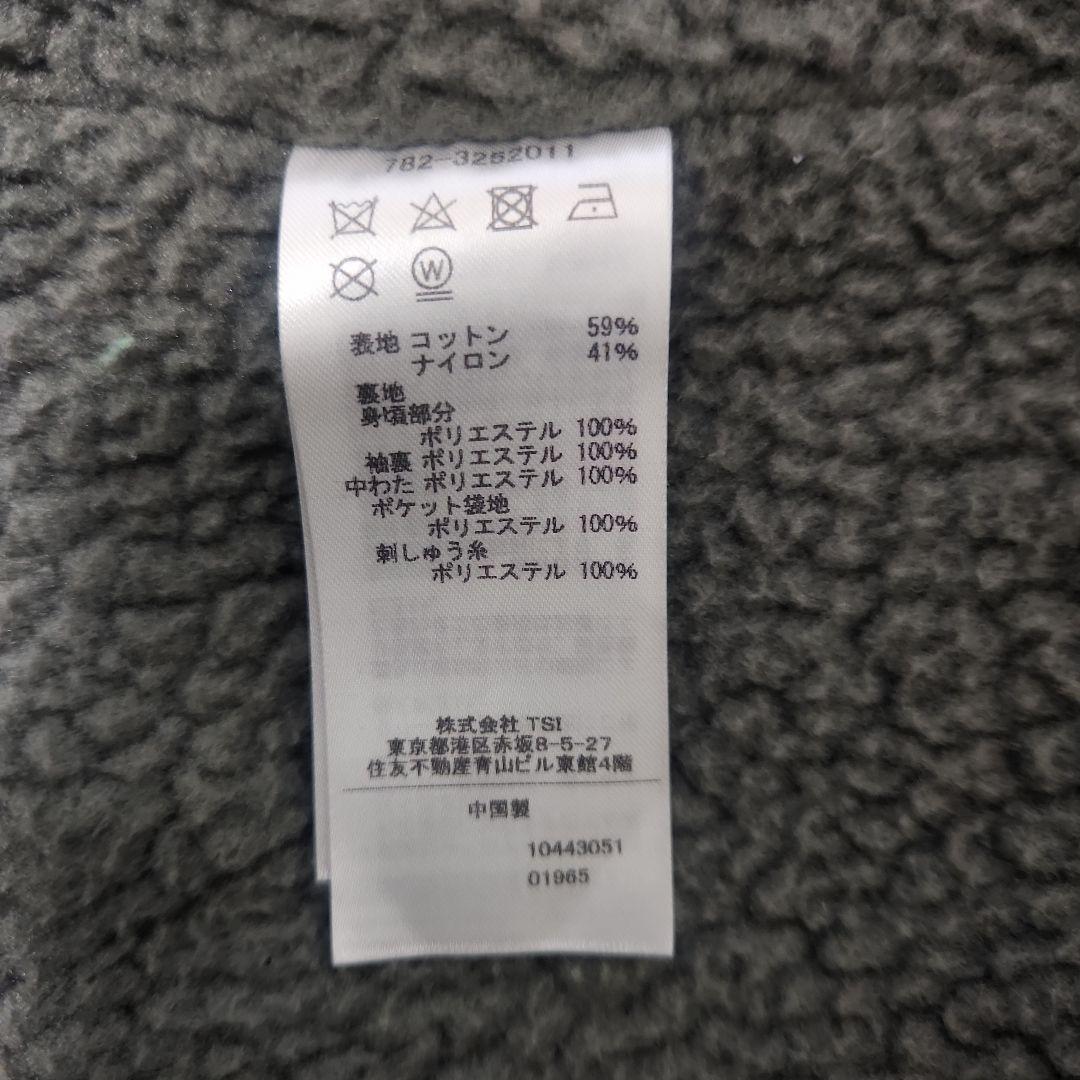 782-3252011
W
表地 コットン 59%
ナイロン 41%
裏地
身頃部分
ポリエステル 100%
袖裏 ポリエステル 100%
中わた ポリエステル 100%
ポケット袋地
ポリエステル 100%
刺しゅう糸
ポリエステル 100%
株式会社 TSI
東京都港区赤坂8-5-27
住友不動産青山ビル東館4階
中国製
10443051
01965